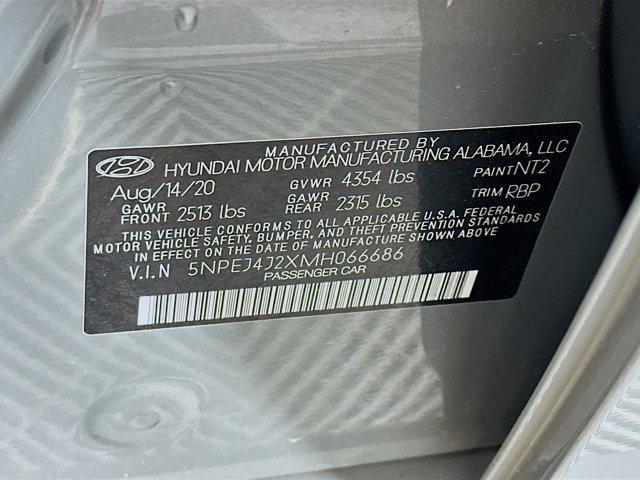 MANUFACTURED BY
HYUNDAI MOTOR MANUFACTURING ALABAMA, LLC
Aug/14/20 GVWR 4354 lbs PAINT NT2
GAWR FRONT 2513 lbs GAWR REAR 2315 lbs TRIM RBP
THIS VEHICLE CONFORMS TO ALL APPLICABLE U.S.A. FEDERAL
MOTOR VEHICLE SAFETY, BUMPER, AND THEFT PREVENTION STANDARDS
IN EFFECT ON THE DATE OF MANUFACTURE SHOWN ABOVE.
V.I.N 5NPEJ4J2XMH066686
PASSENGER CAR